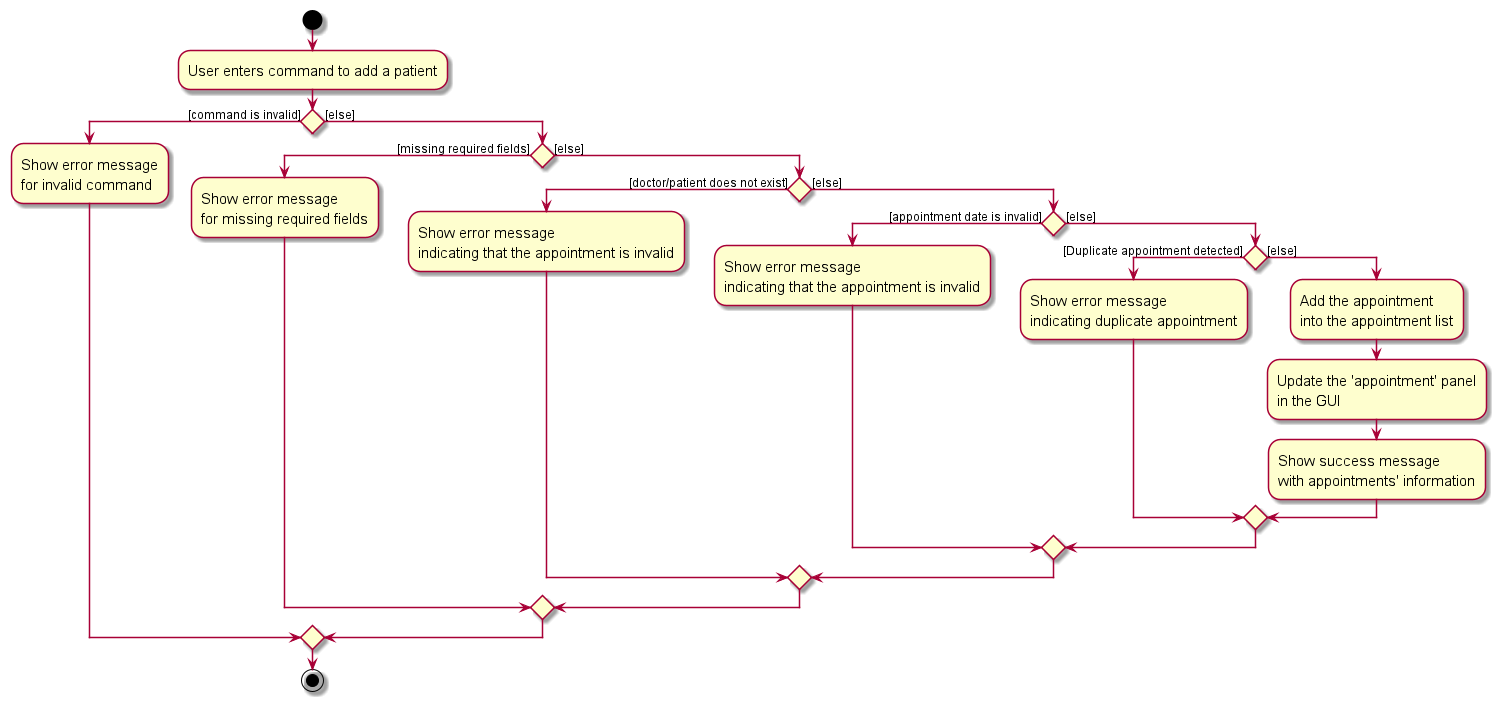 User enters command to add a patient
[command is invalid]
[else]
Show error message
for invalid command
[missing required fields]
[else]
Show error message
for missing required fields
[doctor/patient does not exist]
[else]
Show error message
indicating that the appointment is invalid
[appointment date is invalid]
[else]
Show error message
indicating that the appointment is invalid
[Duplicate appointment detected]
[else]
Show error message
indicating duplicate appointment
Add the appointment
into the appointment list
Update the 'appointment' panel
in the GUI
Show success message
with appointments' information